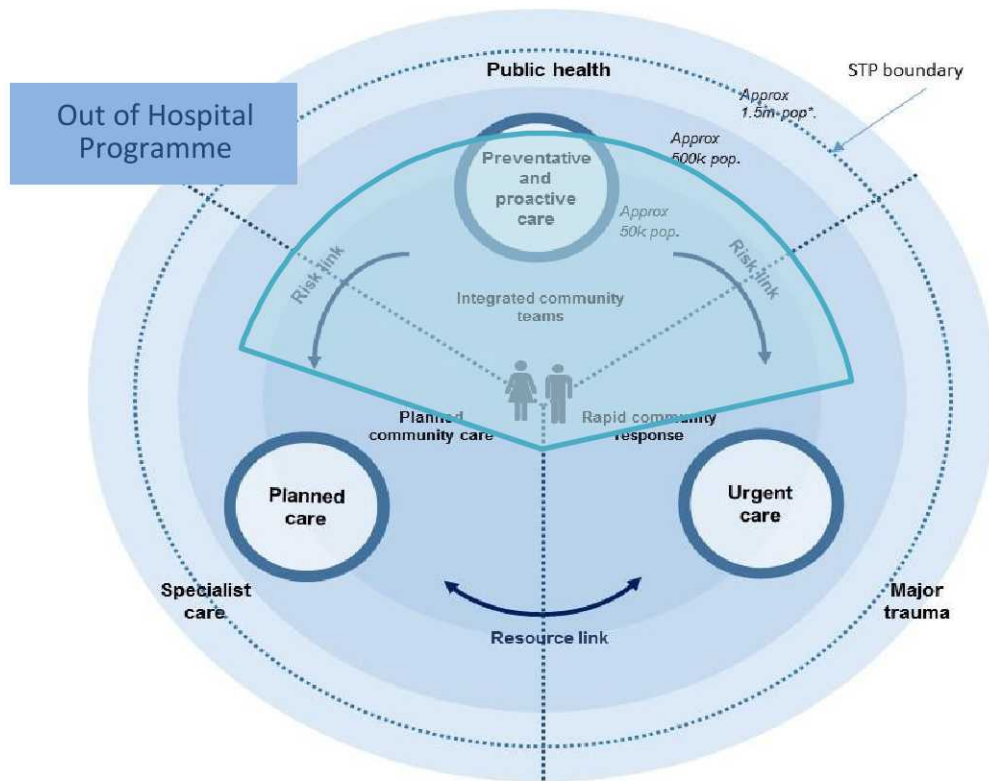 Out of Hospital
Programme
Public health
STP boundary
Approx
1.5m pop*.
Approx
500k pop.
Preventative
and
proactive
care
Approx
50k pop.
Risk link
Risk link
Integrated community
teams
Planned
community care
Rapid community
response
Planned
care
Urgent
care
Specialist
care
Major
trauma
Resource link